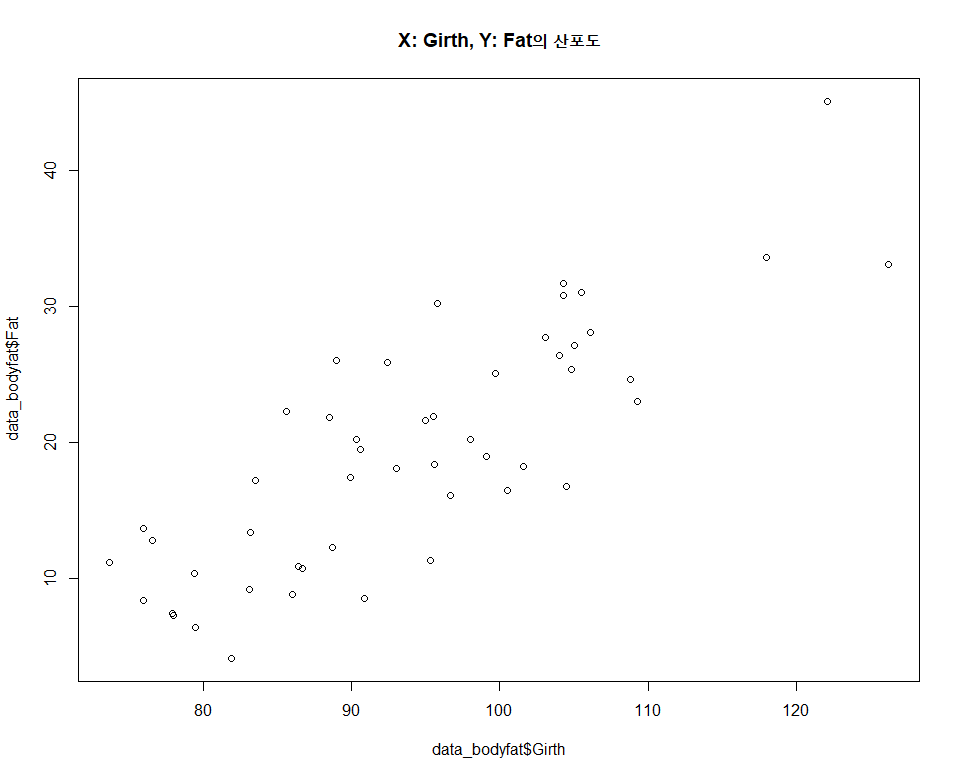 X: Girth, Y: Fat의 산포도
40
30
20
10
data_bodyfat$Fat
80 90 100 110 120
data_bodyfat$Girth